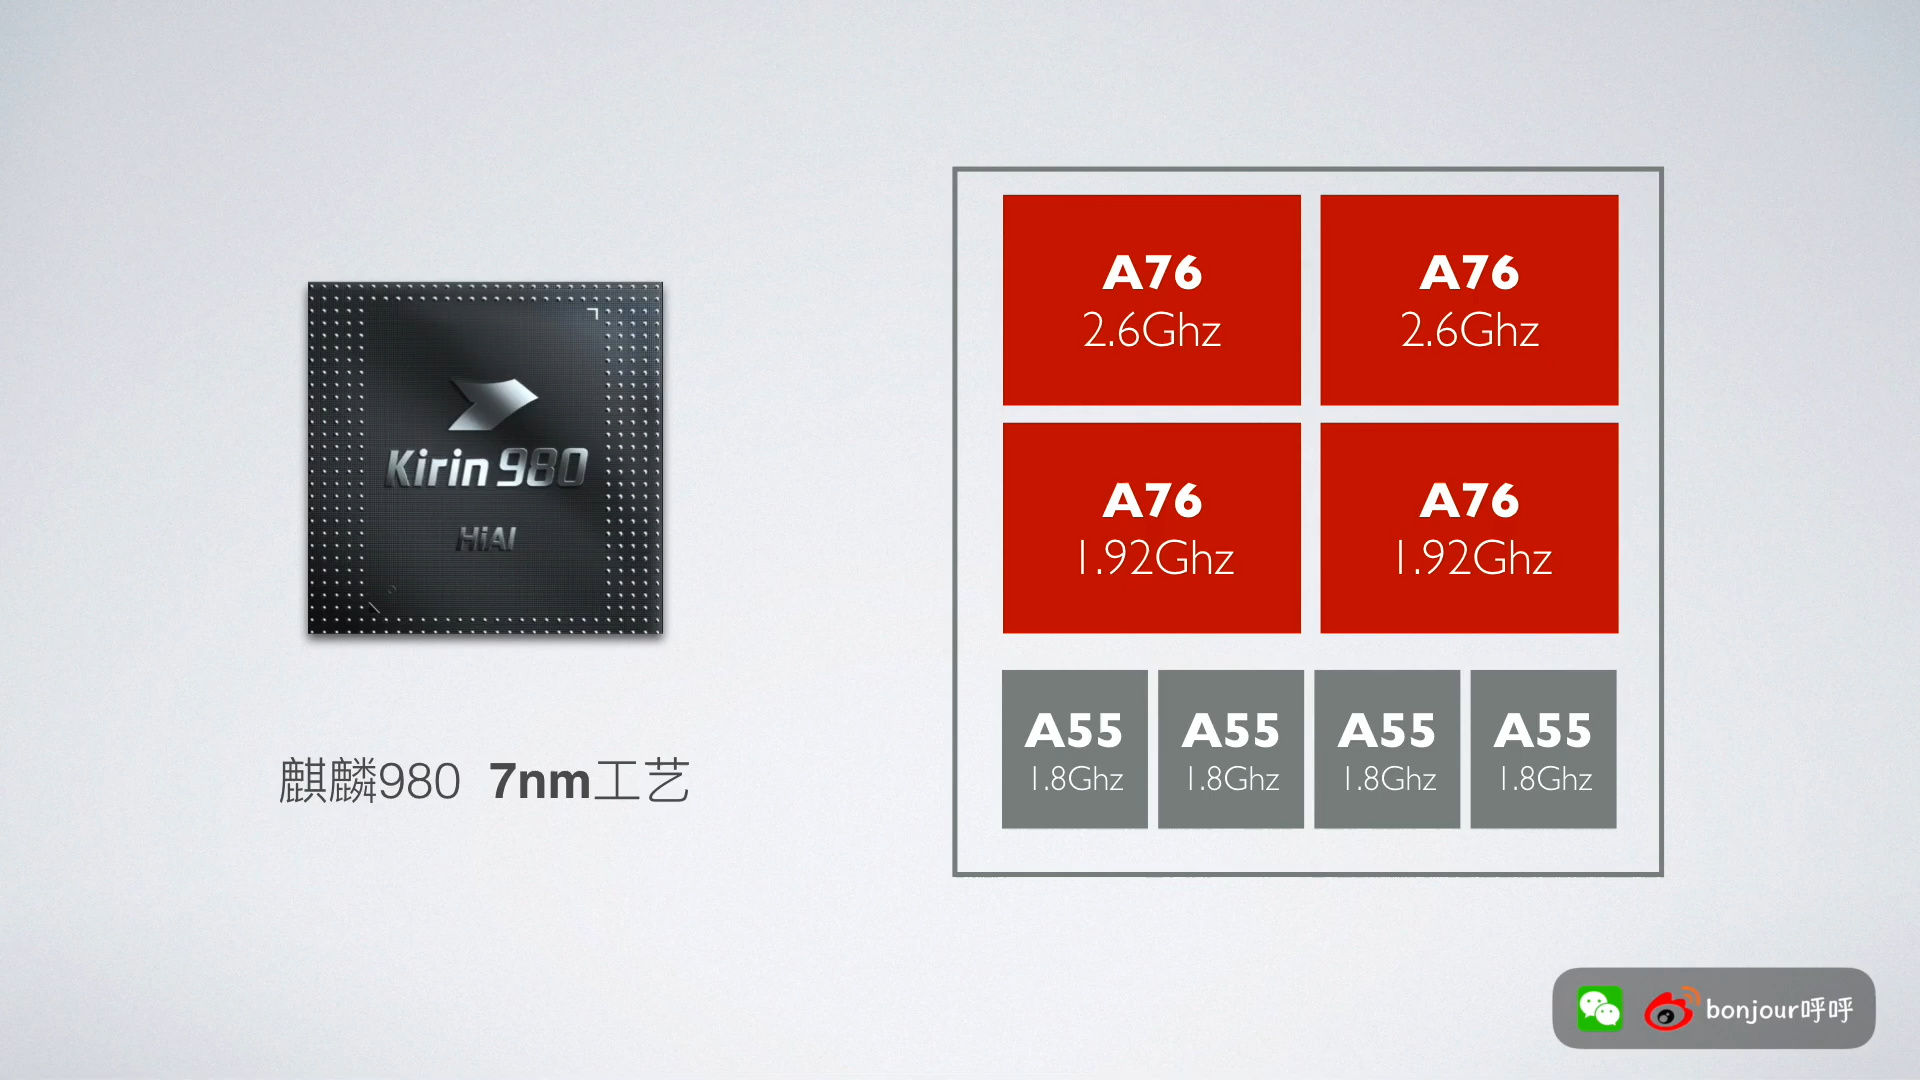 Kirin 980
HiAI
麒麟980 7nm工艺
A76
2.6Ghz
A76
2.6Ghz
A76
1.92Ghz
A76
1.92Ghz
A55
1.8Ghz
A55
1.8Ghz
A55
1.8Ghz
A55
1.8Ghz
bonjour呼呼